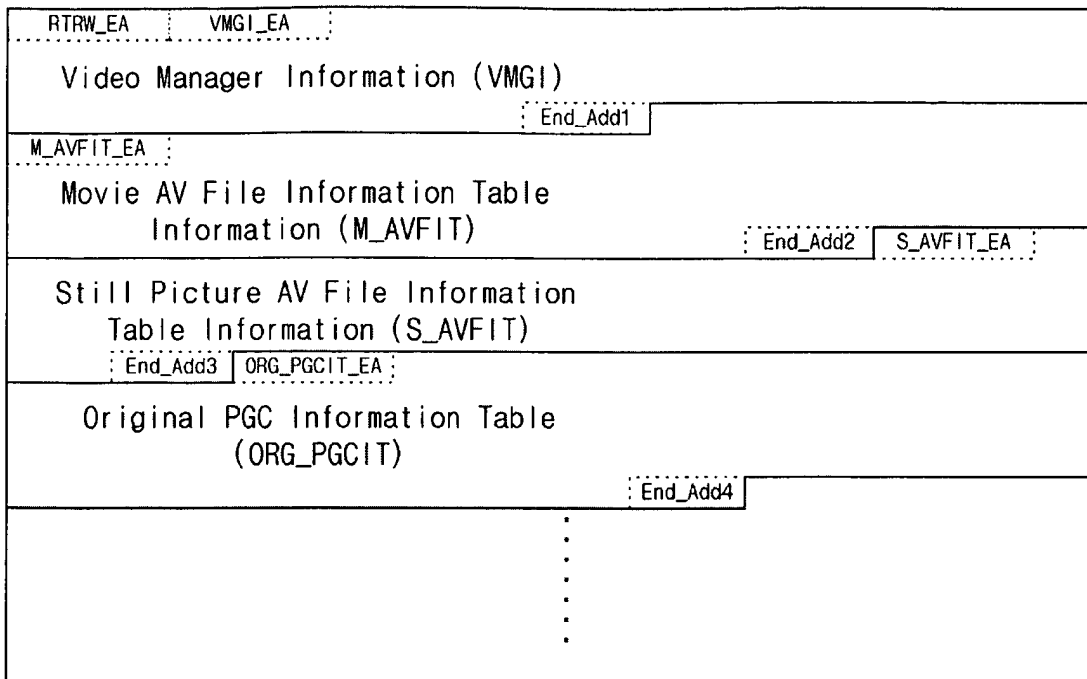 RTRW_EA VMGI_EA
Video Manager Information (VMGI)
End_Add1
M_AVFIT_EA
Movie AV File Information Table
Information (M_AVFIT)
End_Add2 S_AVFIT_EA
Still Picture AV File Information
Table Information (S_AVFIT)
End_Add3 ORG_PGCIT_EA
Original PGC Information Table
(ORG_PGCIT)
End_Add4